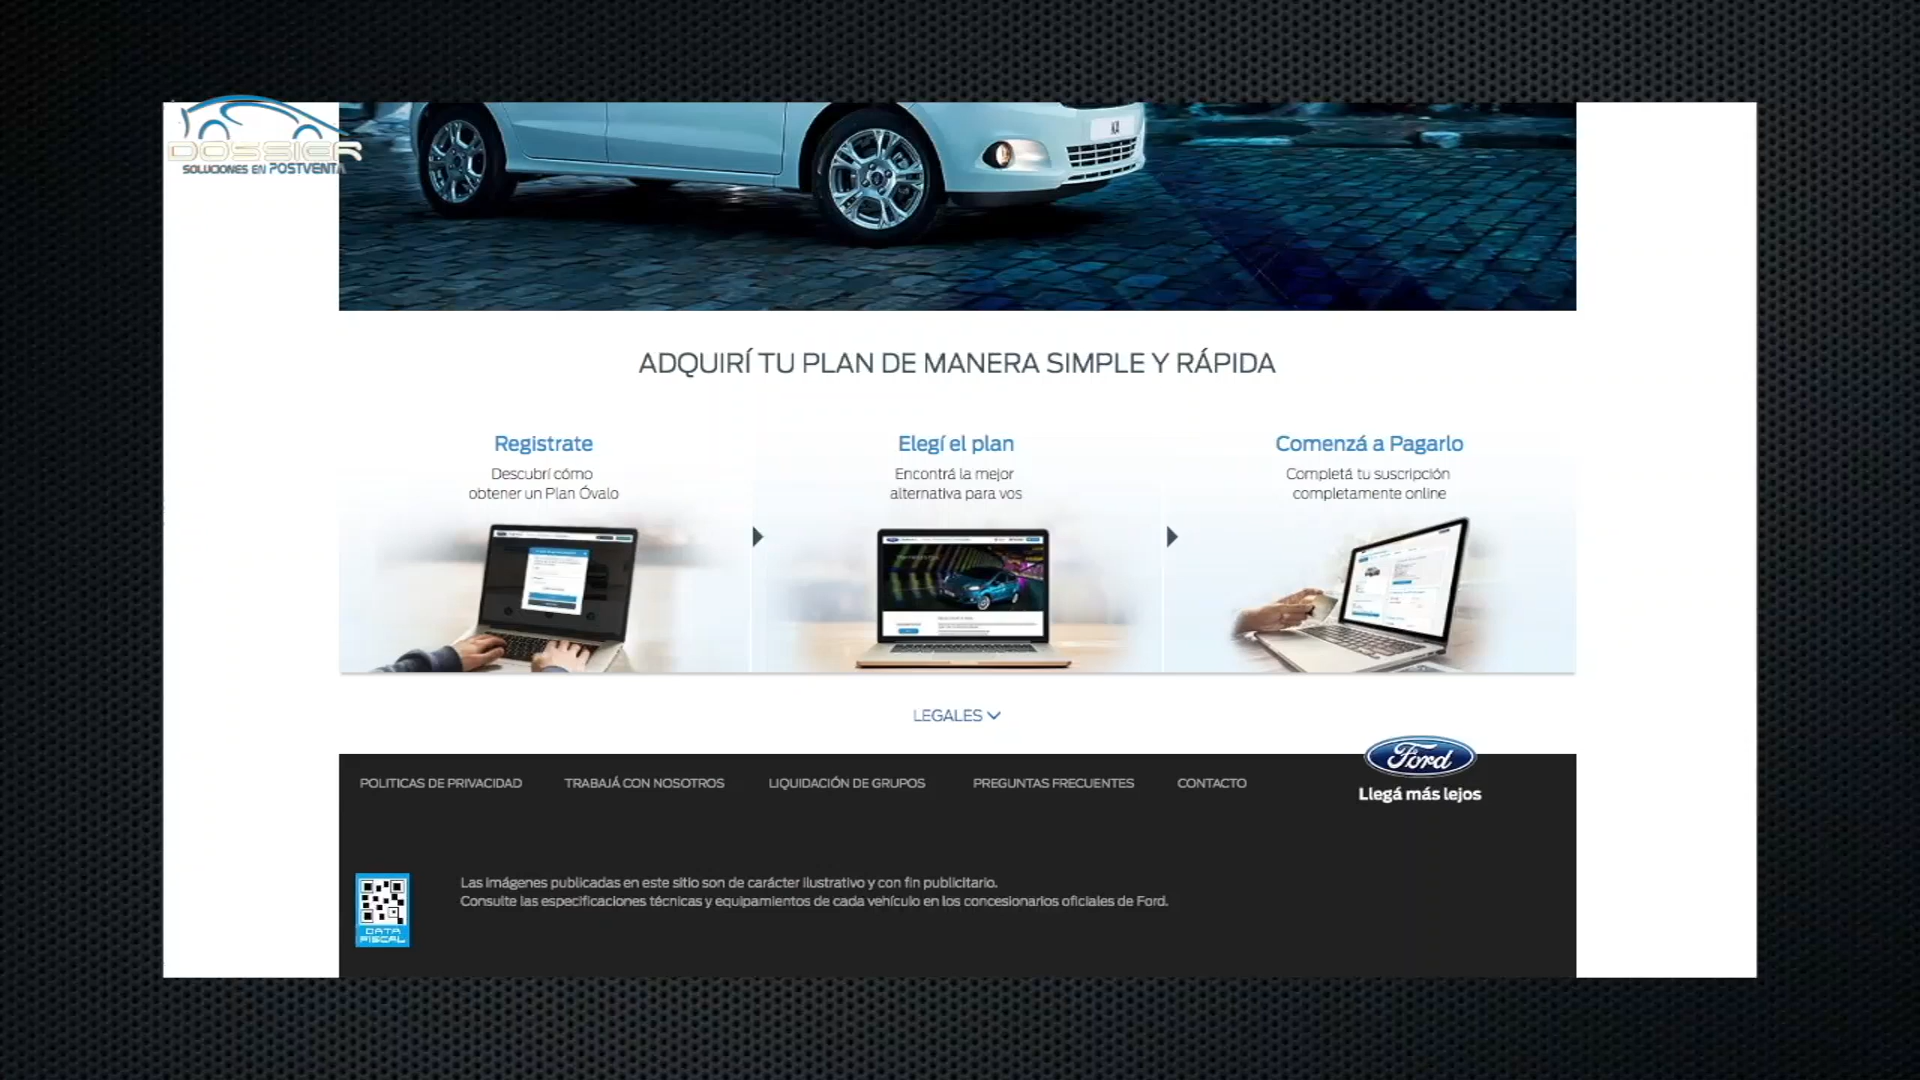 DOSSIER
SOLUCIONES EN POSTVENTA
KA
ADQUIRÍ TU PLAN DE MANERA SIMPLE Y RÁPIDA
Registrate
Descubrí cómo
obtener un Plan Óvalo
Elegí el plan
Encontrá la mejor
alternativa para vos
Comenzá a Pagarlo
Completá tu suscripción
completamente online
LEGALES
POLITICAS DE PRIVACIDAD
TRABAJÁ CON NOSOTROS
LIQUIDACIÓN DE GRUPOS
PREGUNTAS FRECUENTES
CONTACTO
Ford
Llegá más lejos
DATA
FISCAL
Las imágenes publicadas en este sitio son de carácter ilustrativo y con fin publicitario.
Consulte las especificaciones técnicas y equipamientos de cada vehículo en los concesionarios oficiales de Ford.